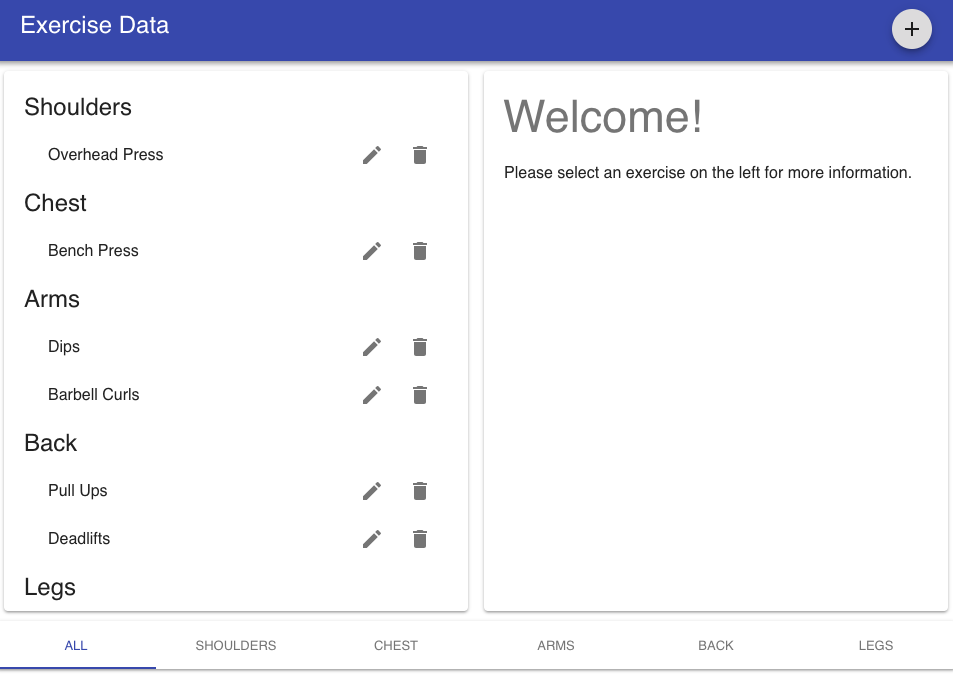 Exercise Data
Shoulders
Overhead Press
Chest
Bench Press
Arms
Dips
Barbell Curls
Back
Pull Ups
Deadlifts
Legs
Welcome!
Please select an exercise on the left for more information.
ALL
SHOULDERS
CHEST
ARMS
BACK
LEGS